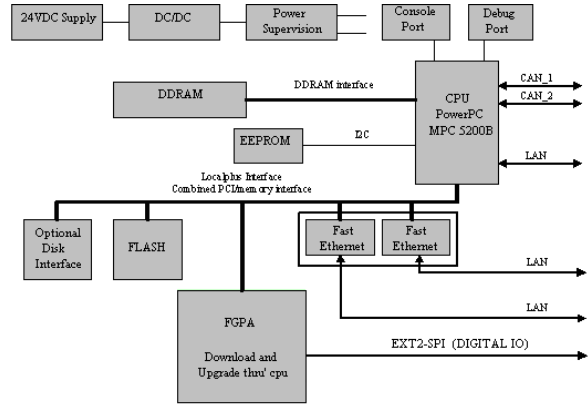 24VDC Supply
DC/DC
Power
Supervision
Console
Port
Debug
Port
DDRAM
DDRAM interface
CPU
PowerPC
MPC 5200B
CAN_1
CAN_2
EEPROM
I2C
LAN
Localplus Interface
Combined PCI/memory interface
Optional
Disk
Interface
FLASH
Fast
Ethernet
Fast
Ethernet
LAN
LAN
FGPA
Download and
Upgrade thru' cpu
EXT2-SPI (DIGITAL IO)